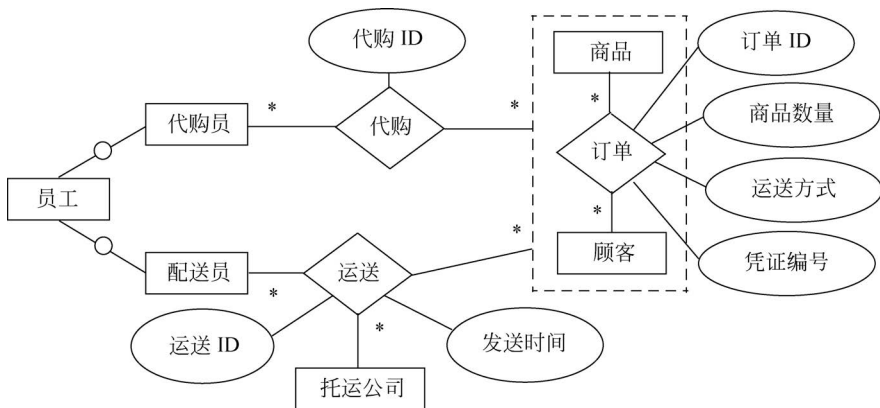 代购 ID
商品
订单 ID
*
*
*
代购员
代购
订单
商品数量
员工
运送方式
*
*
配送员
运送
顾客
凭证编号
*
*
运送 ID
发送时间
托运公司